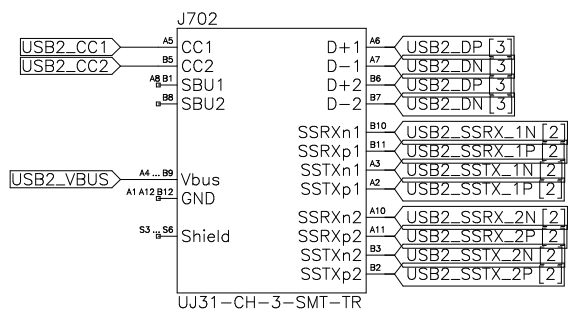 J702
USB2_CC1 A5 CC1 D+1 A6 USB2_DP [3]
USB2_CC2 B5 CC2 D-1 A7 USB2_DN [3]
A8 B1 SBU1 D+2 B6 USB2_DP [3]
B8 SBU2 D-2 B7 USB2_DN [3]
SSRXn1 B10 USB2_SSRX_1N [2]
SSRXp1 B11 USB2_SSRX_1P [2]
SSTXn1 A3 USB2_SSTX_1N [2]
USB2_VBUS A4 ... B9 Vbus SSTXp1 A2 USB2_SSTX_1P [2]
A1 A12 B12 GND
SSRXn2 A10 USB2_SSRX_2N [2]
S3 ... S6 Shield SSRXp2 A11 USB2_SSRX_2P [2]
SSTXn2 B3 USB2_SSTX_2N [2]
SSTXp2 B2 USB2_SSTX_2P [2]
UJ31-CH-3-SMT-TR